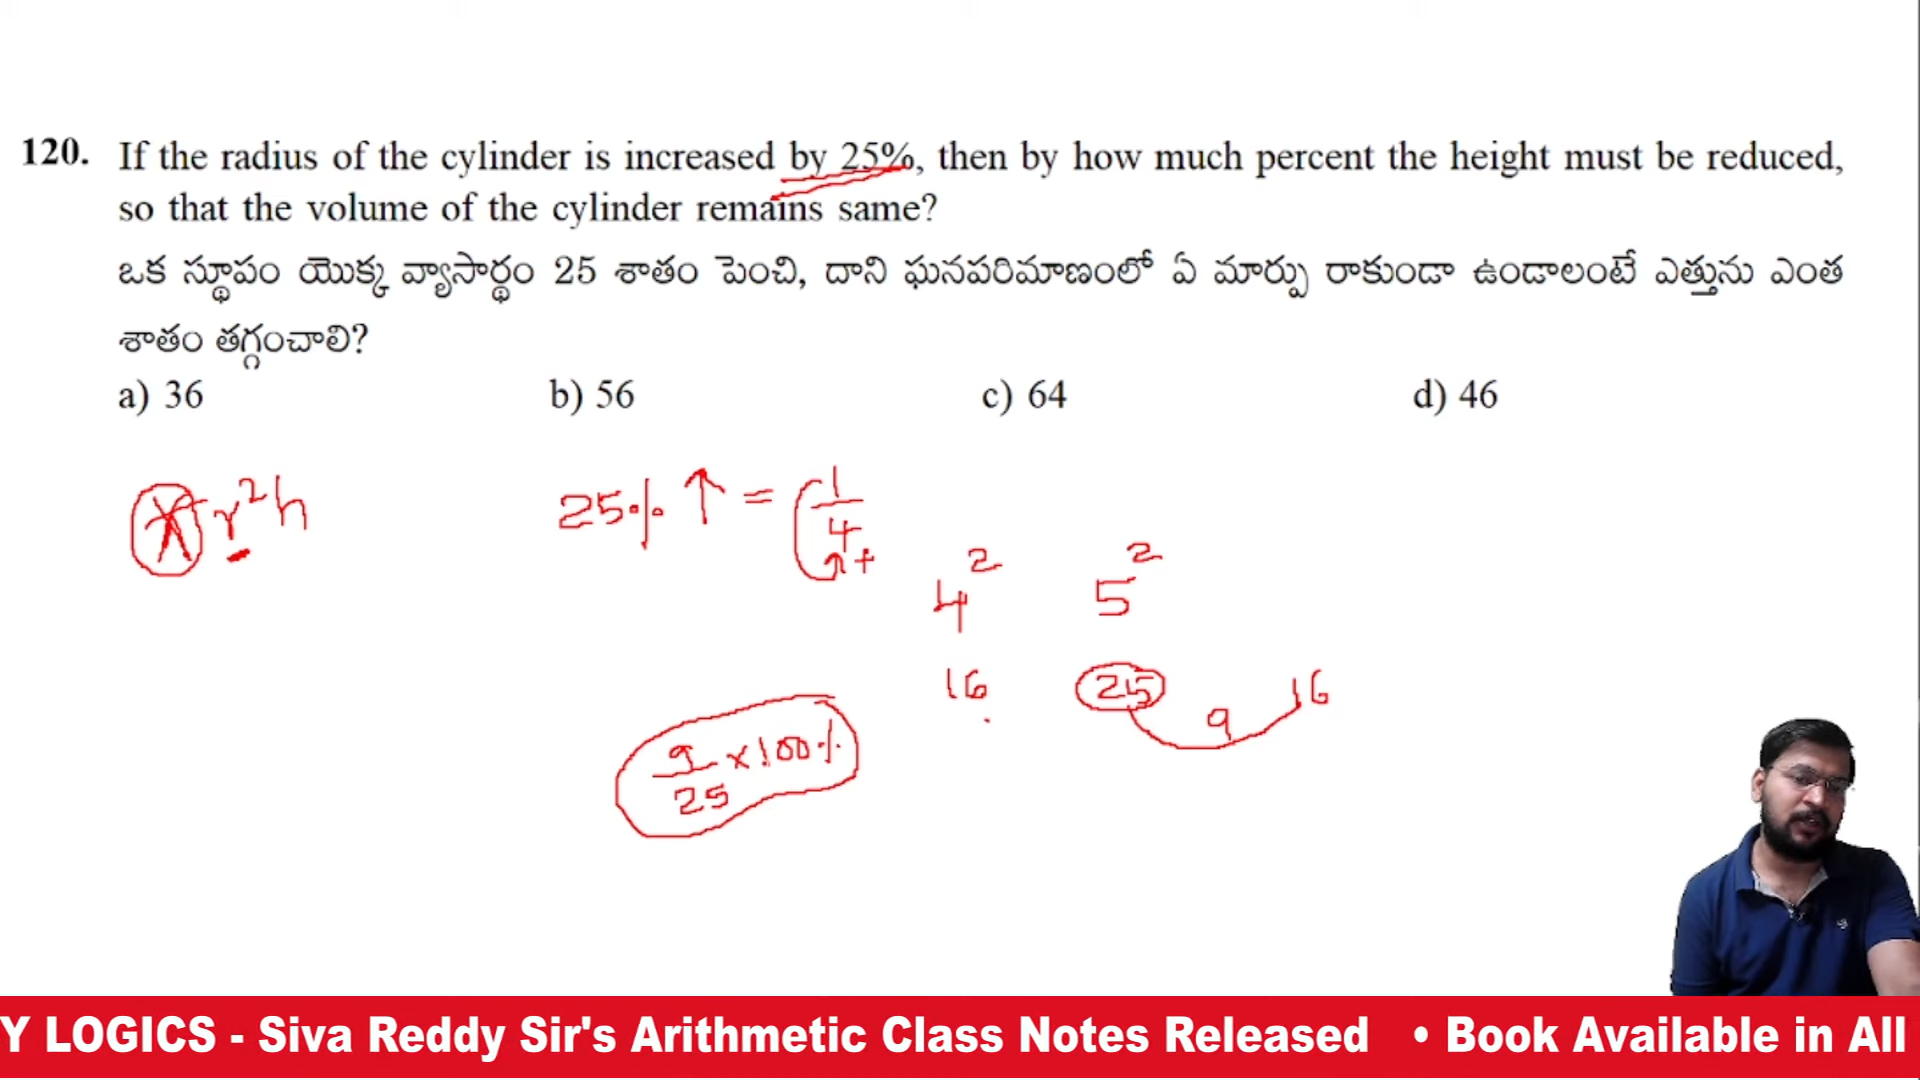 120. If the radius of the cylinder is increased by 25%, then by how much percent the height must be reduced,
so that the volume of the cylinder remains same?
ఒక స్థూపం యొక్క వ్యాసార్థం 25 శాతం పెంచి, దాని ఘనపరిమాణంలో ఏ మార్పు రాకుండా ఉండాలంటే ఎత్తును ఎంత
శాతం తగ్గంచాలి?
a) 36 b) 56 c) 64 d) 46
π r²h 25% ↑ = 1/4 +
4² 5²
16 25 9 16
9/25 × 100%
Y LOGICS - Siva Reddy Sir's Arithmetic Class Notes Released • Book Available in All